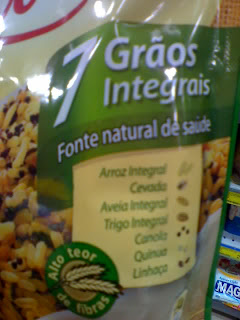 7 Grãos
Integrais
Fonte natural de saúde
Arroz Integral
Cevada
Aveia Integral
Trigo Integral
Canola
Quinua
Linhaça
Alto teor
de fibras
MAG